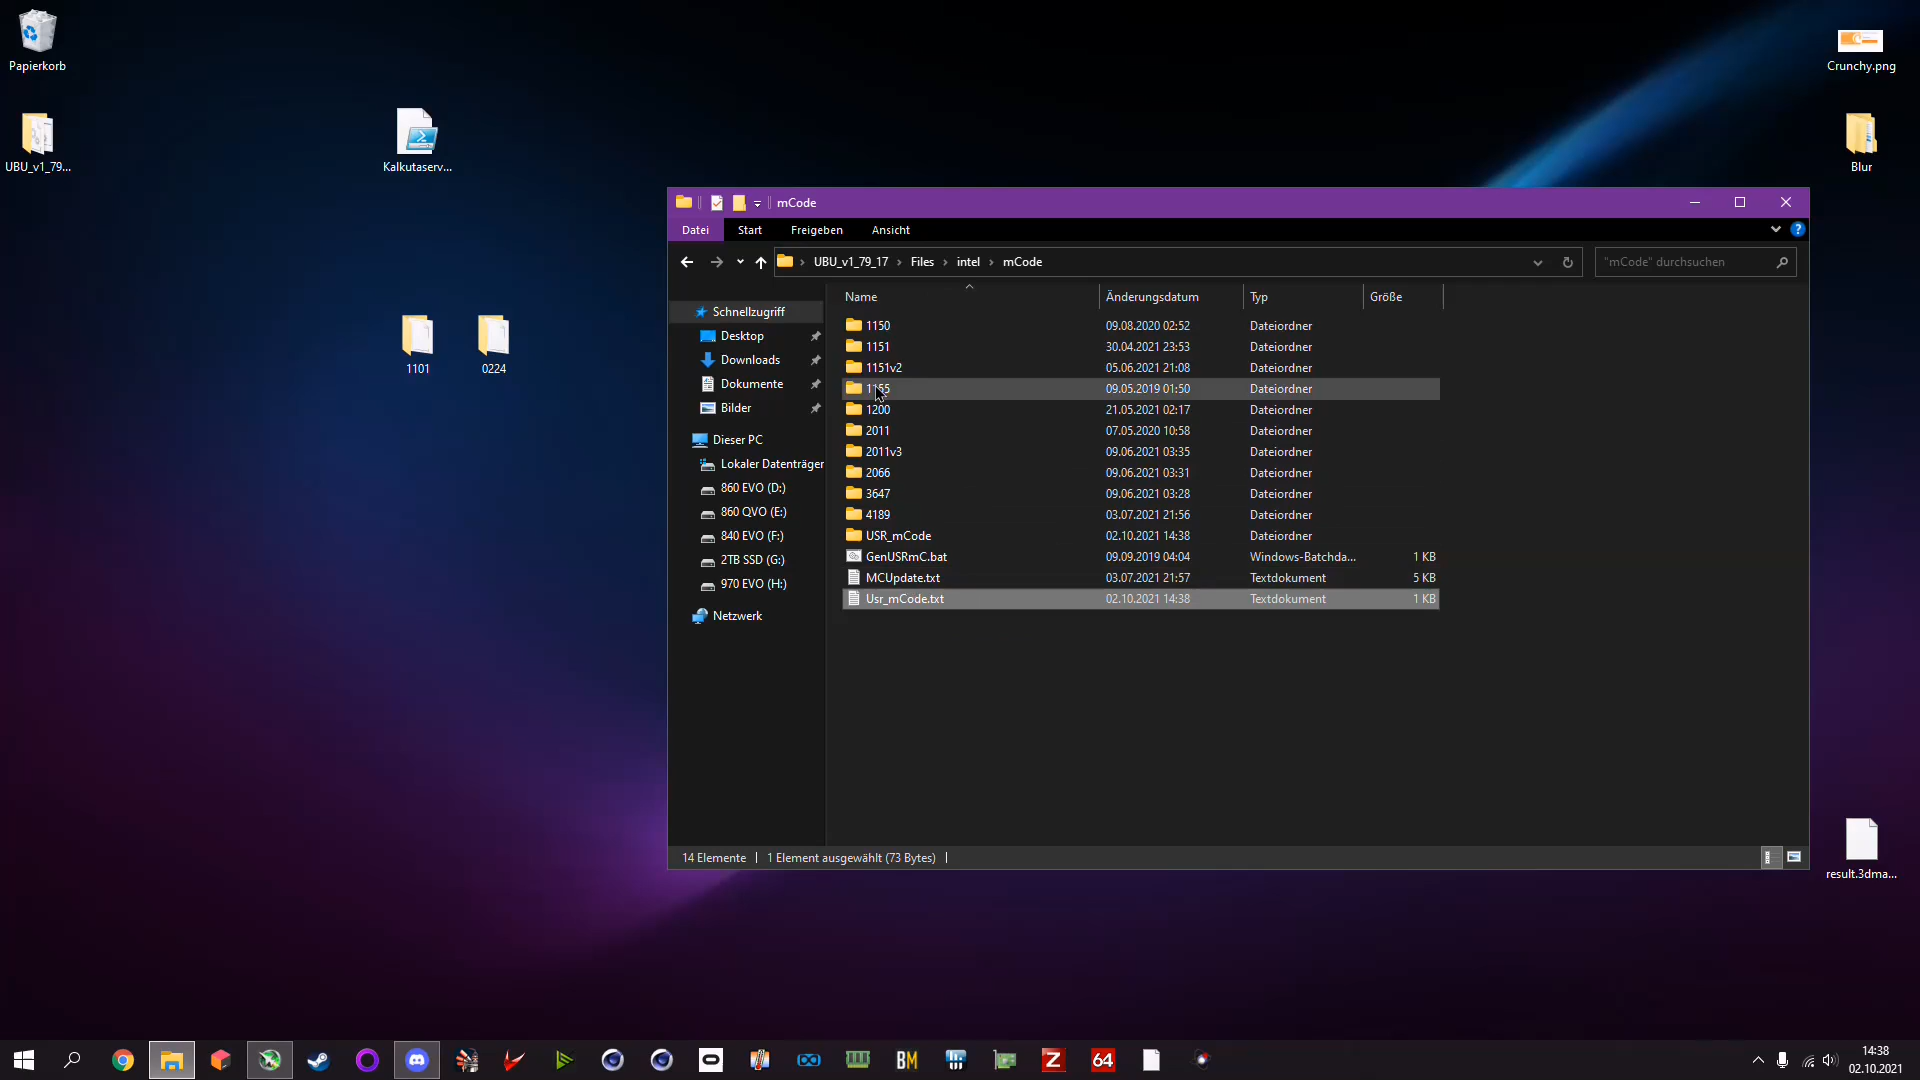 Papierkorb
UBU_v1_79...
Kalkutaserv...
1101
0224
Crunchy.png
Blur
result.3dma...
mCode
Datei
Start
Freigeben
Ansicht
UBU_v1_79_17 > Files > intel > mCode
"mCode" durchsuchen
Schnellzugriff
Desktop
Downloads
Dokumente
Bilder
Dieser PC
Lokaler Datenträger
860 EVO (D:)
860 QVO (E:)
840 EVO (F:)
2TB SSD (G:)
970 EVO (H:)
Netzwerk
Name Änderungsdatum Typ Größe
1150 09.08.2020 02:52 Dateiordner
1151 30.04.2021 23:53 Dateiordner
1151v2 05.06.2021 21:08 Dateiordner
1155 09.05.2019 01:50 Dateiordner
1200 21.05.2021 02:17 Dateiordner
2011 07.05.2020 10:58 Dateiordner
2011v3 09.06.2021 03:35 Dateiordner
2066 09.06.2021 03:31 Dateiordner
3647 09.06.2021 03:28 Dateiordner
4189 03.07.2021 21:56 Dateiordner
USR_mCode 02.10.2021 14:38 Dateiordner
GenUSRmC.bat 09.09.2019 04:04 Windows-Batchda... 1 KB
MCUpdate.txt 03.07.2021 21:57 Textdokument 5 KB
Usr_mCode.txt 02.10.2021 14:38 Textdokument 1 KB
14 Elemente
1 Element ausgewählt (73 Bytes)
BM
Z
64
14:38
02.10.2021